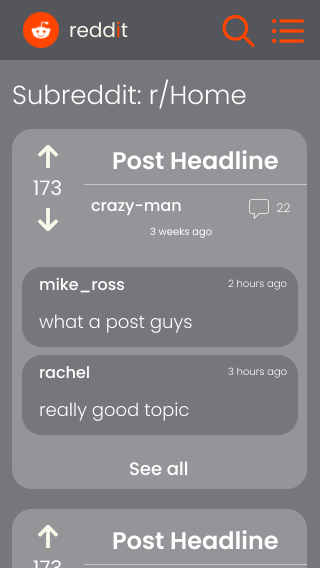 reddit
Subreddit: r/Home
Post Headline
173
crazy-man
22
3 weeks ago
mike_ross
2 hours ago
what a post guys
rachel
3 hours ago
really good topic
See all
Post Headline
173